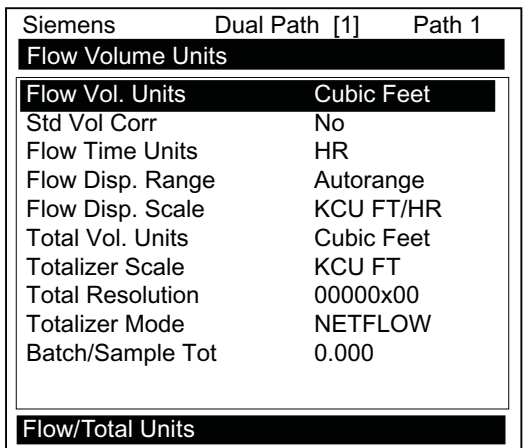 Siemens Dual Path [1] Path 1
Flow Volume Units
Flow Vol. Units Cubic Feet
Std Vol Corr No
Flow Time Units HR
Flow Disp. Range Autorange
Flow Disp. Scale KCU FT/HR
Total Vol. Units Cubic Feet
Totalizer Scale KCU FT
Total Resolution 00000x00
Totalizer Mode NETFLOW
Batch/Sample Tot 0.000
Flow/Total Units